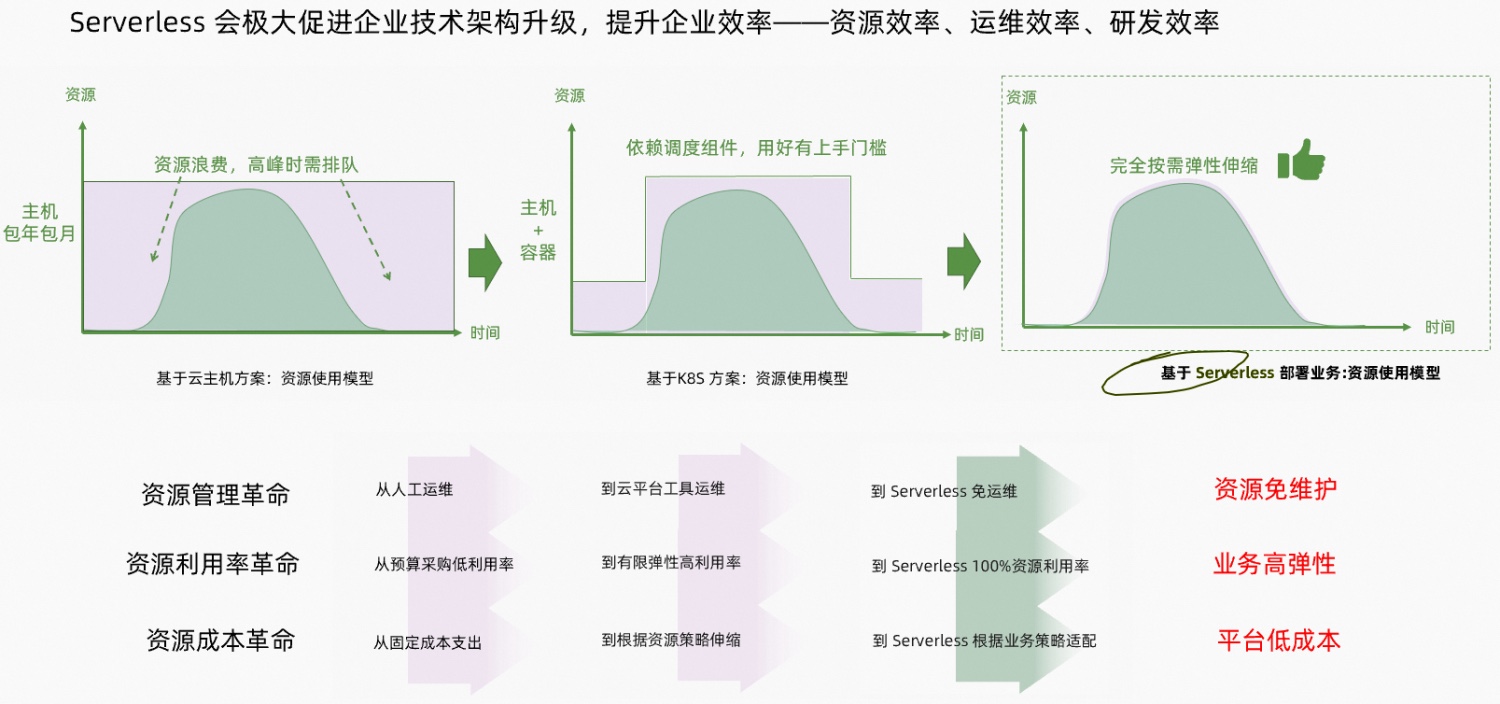 Serverless 会极大促进企业技术架构升级，提升企业效率——资源效率、运维效率、研发效率
资源
资源浪费，高峰时需排队
主机
包年包月
时间
基于云主机方案：资源使用模型
资源
依赖调度组件，用好有上手门槛
主机
+
容器
时间
基于K8S 方案：资源使用模型
资源
完全按需弹性伸缩
时间
基于 Serverless 部署业务:资源使用模型
资源管理革命
从人工运维
到云平台工具运维
到 Serverless 免运维
资源免维护
资源利用率革命
从预算采购低利用率
到有限弹性高利用率
到 Serverless 100%资源利用率
业务高弹性
资源成本革命
从固定成本支出
到根据资源策略伸缩
到 Serverless 根据业务策略适配
平台低成本